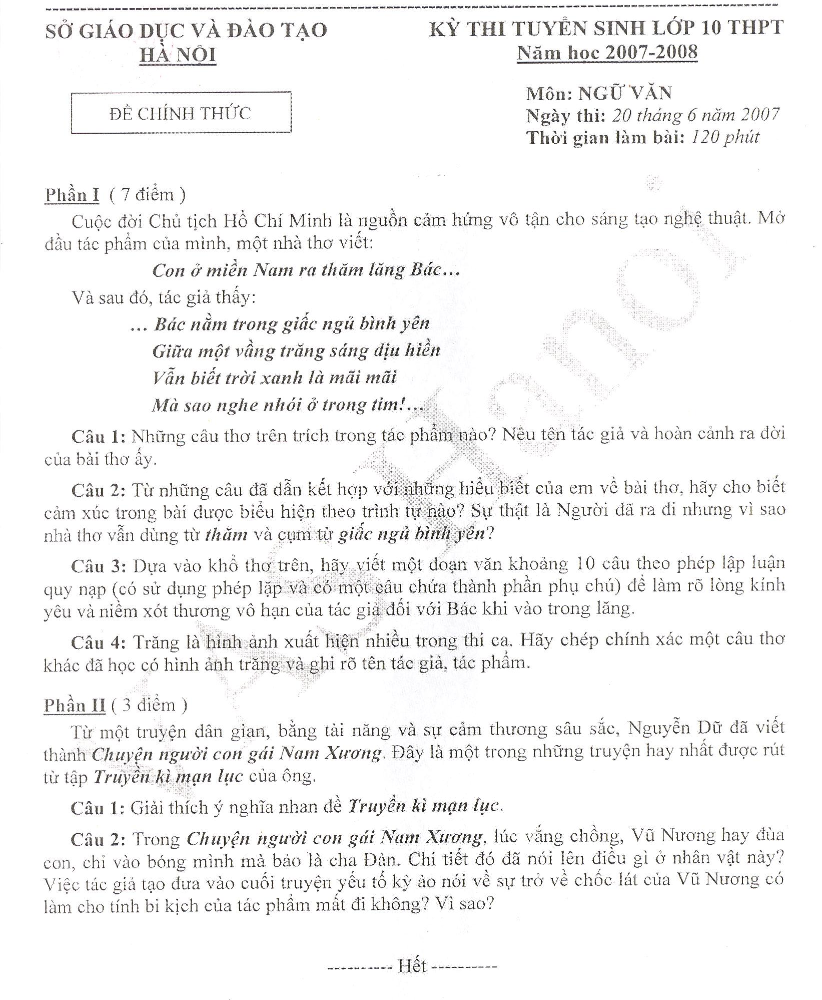 SỞ GIÁO DỤC VÀ ĐÀO TẠO
HÀ NỘI
KỲ THI TUYỂN SINH LỚP 10 THPT
Năm học 2007-2008
ĐỀ CHÍNH THỨC
Môn: NGỮ VĂN
Ngày thi: 20 tháng 6 năm 2007
Thời gian làm bài: 120 phút
Phần I ( 7 điểm )
Cuộc đời Chủ tịch Hồ Chí Minh là nguồn cảm hứng vô tận cho sáng tạo nghệ thuật. Mở
đầu tác phẩm của mình, một nhà thơ viết:
Con ở miền Nam ra thăm lăng Bác...
Và sau đó, tác giả thấy:
... Bác nằm trong giấc ngủ bình yên
Giữa một vầng trăng sáng dịu hiền
Vẫn biết trời xanh là mãi mãi
Mà sao nghe nhói ở trong tim!...
Câu 1: Những câu thơ trên trích trong tác phẩm nào? Nêu tên tác giả và hoàn cảnh ra đời
của bài thơ ấy.
Câu 2: Từ những câu đã dẫn kết hợp với những hiểu biết của em về bài thơ, hãy cho biết
cảm xúc trong bài được biểu hiện theo trình tự nào? Sự thật là Người đã ra đi nhưng vì sao
nhà thơ vẫn dùng từ thăm và cụm từ giấc ngủ bình yên?
Câu 3: Dựa vào khổ thơ trên, hãy viết một đoạn văn khoảng 10 câu theo phép lập luận
quy nạp (có sử dụng phép lặp và có một câu chứa thành phần phụ chú) để làm rõ lòng kính
yêu và niềm xót thương vô hạn của tác giả đối với Bác khi vào trong lăng.
Câu 4: Trăng là hình ảnh xuất hiện nhiều trong thi ca. Hãy chép chính xác một câu thơ
khác đã học có hình ảnh trăng và ghi rõ tên tác giả, tác phẩm.
Phần II ( 3 điểm )
Từ một truyện dân gian, bằng tài năng và sự cảm thương sâu sắc, Nguyễn Dữ đã viết
thành Chuyện người con gái Nam Xương. Đây là một trong những truyện hay nhất được rút
từ tập Truyền kì mạn lục của ông.
Câu 1: Giải thích ý nghĩa nhan đề Truyền kì mạn lục.
Câu 2: Trong Chuyện người con gái Nam Xương, lúc vắng chồng, Vũ Nương hay đùa
con, chỉ vào bóng mình mà bảo là cha Đản. Chi tiết đó đã nói lên điều gì ở nhân vật này?
Việc tác giả tạo đưa vào cuối truyện yếu tố kỳ ảo nói về sự trở về chốc lát của Vũ Nương có
làm cho tính bi kịch của tác phẩm mất đi không? Vì sao?
---------- Hết ----------
Hanoi